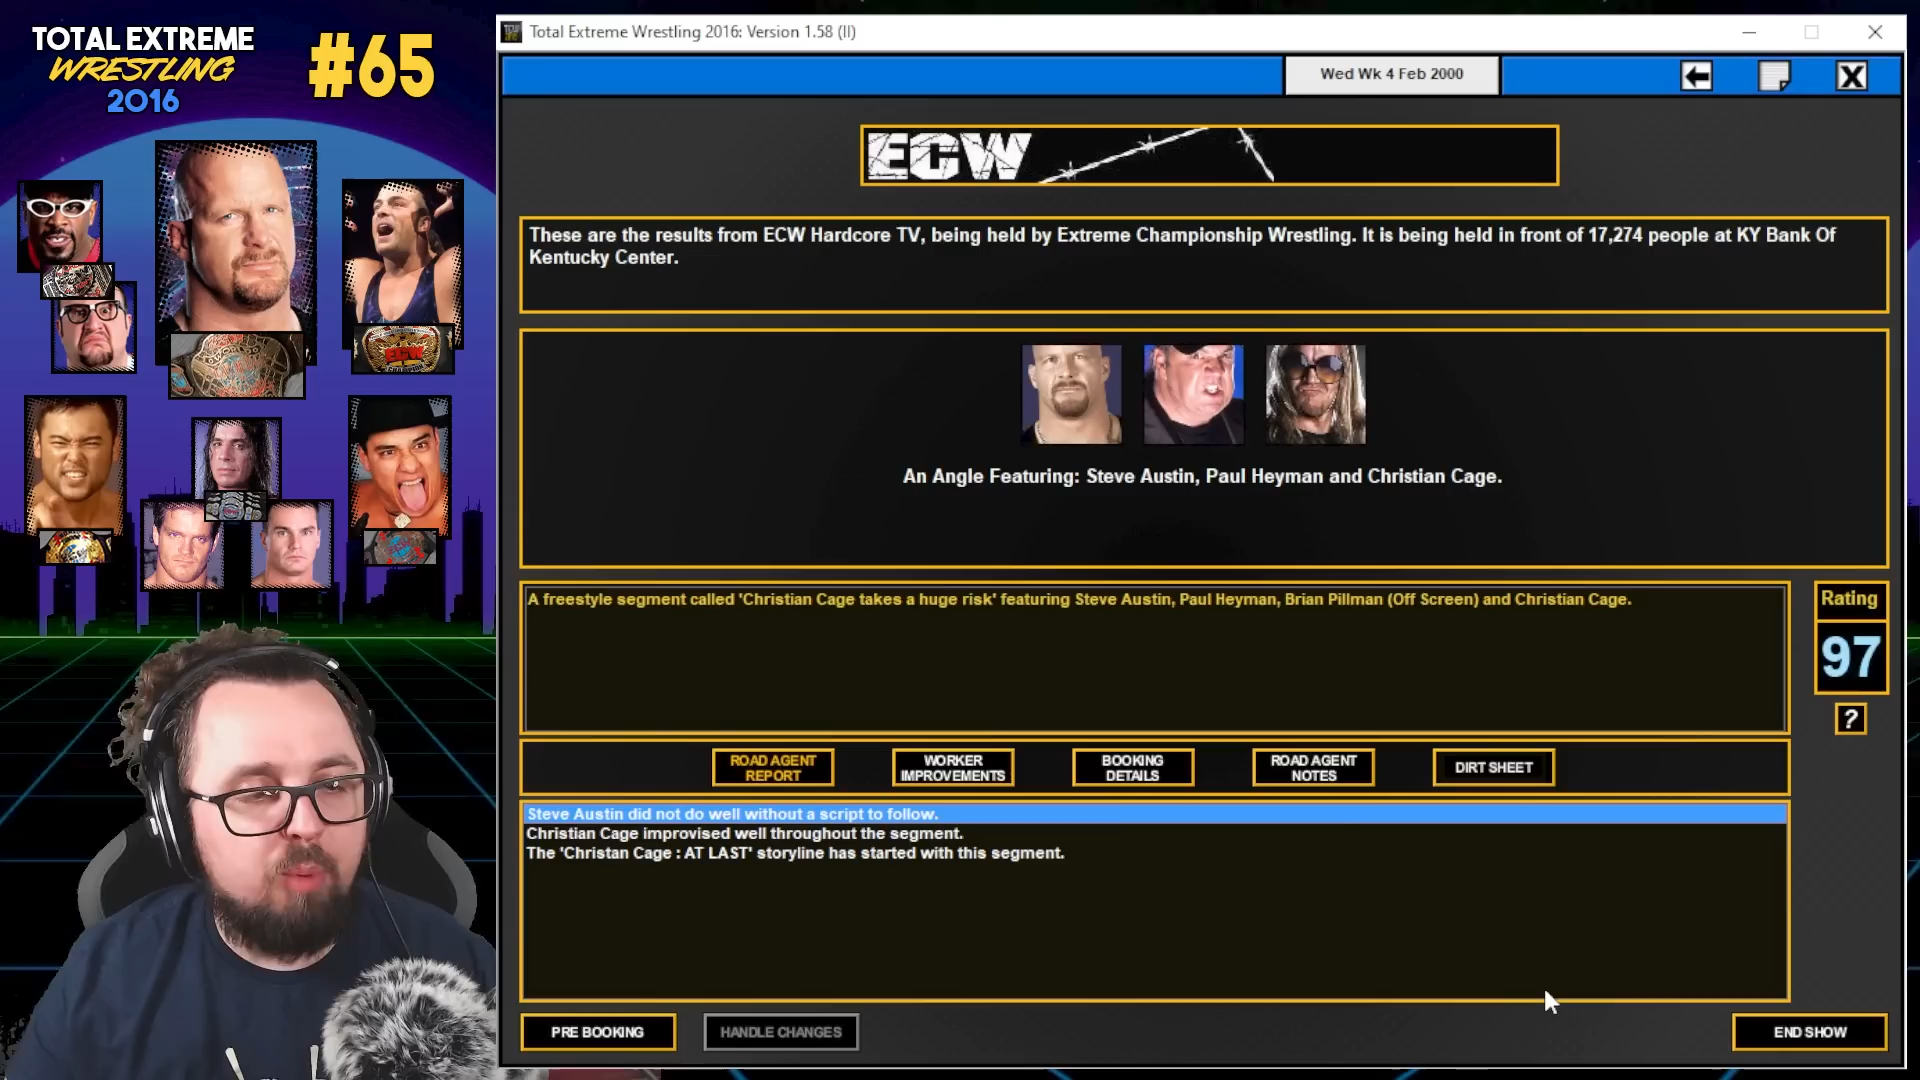 TOTAL EXTREME
WRESTLING
2016
#65
Total Extreme Wrestling 2016: Version 1.58 (II)
Wed Wk 4 Feb 2000
ECW
These are the results from ECW Hardcore TV, being held by Extreme Championship Wrestling. It is being held in front of 17,274 people at KY Bank Of
Kentucky Center.
An Angle Featuring: Steve Austin, Paul Heyman and Christian Cage.
A freestyle segment called 'Christian Cage takes a huge risk' featuring Steve Austin, Paul Heyman, Brian Pillman (Off Screen) and Christian Cage.
Rating
97
?
ROAD AGENT
REPORT
WORKER
IMPROVEMENTS
BOOKING
DETAILS
ROAD AGENT
NOTES
DIRT SHEET
Steve Austin did not do well without a script to follow.
Christian Cage improvised well throughout the segment.
The 'Christan Cage : AT LAST' storyline has started with this segment.
PRE BOOKING
HANDLE CHANGES
END SHOW